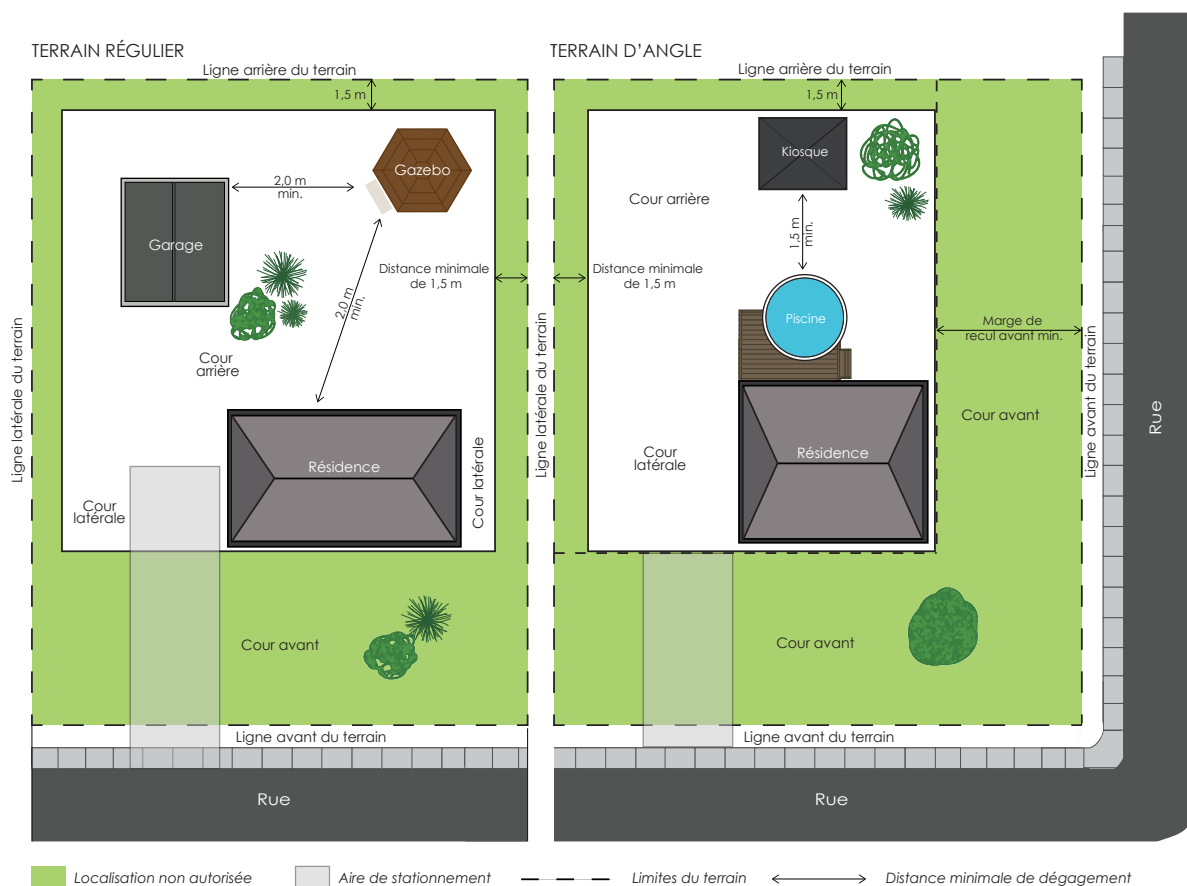 TERRAIN RÉGULIER
Ligne arrière du terrain
1,5 m
Gazebo
2,0 m
min.
Garage
2,0 m
min.
Distance minimale
de 1,5 m
Ligne latérale du terrain
Cour
arrière
Résidence
Cour latérale
Cour
latérale
Cour avant
Ligne avant du terrain
Rue
TERRAIN D'ANGLE
Ligne arrière du terrain
1,5 m
Kiosque
Cour arrière
1,5 m
min.
Distance minimale
de 1,5 m
Piscine
Marge de
recul avant min.
Ligne latérale du terrain
Cour avant
Ligne avant du terrain
Rue
Cour
latérale
Résidence
Cour avant
Ligne avant du terrain
Rue
Localisation non autorisée
Aire de stationnement
Limites du terrain
Distance minimale de dégagement